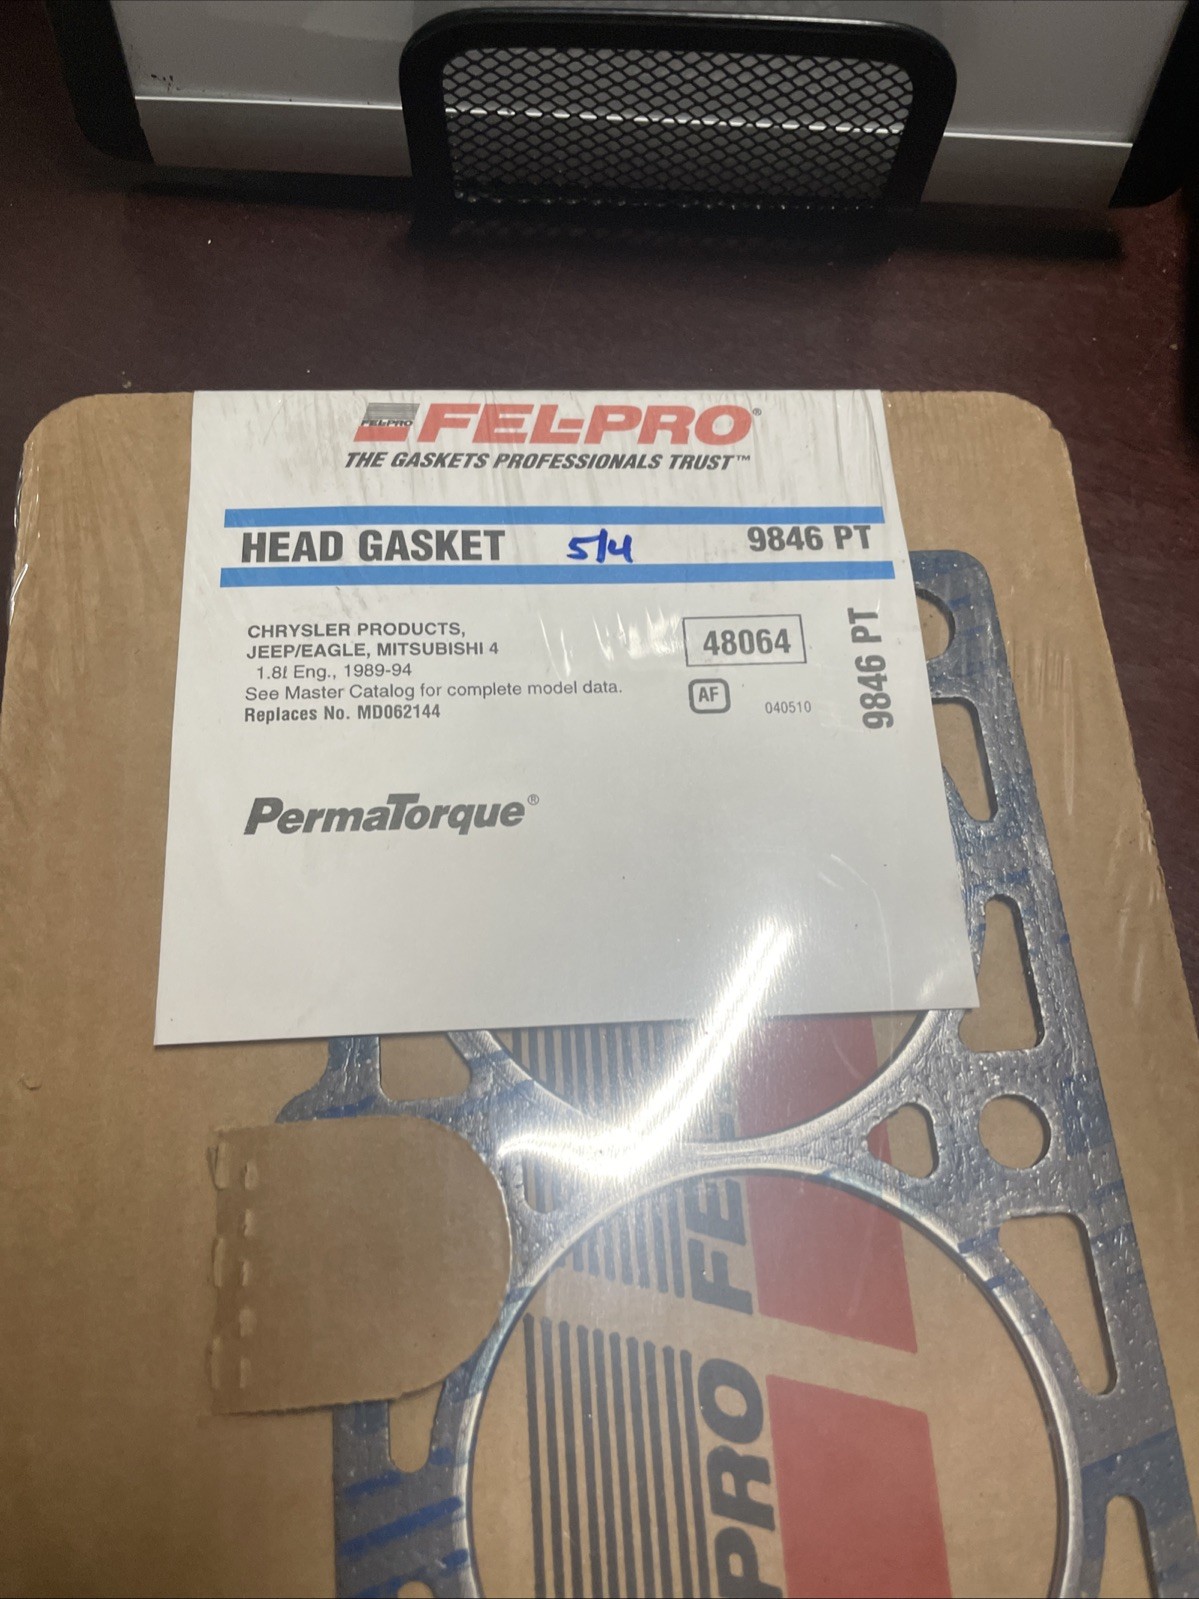 FEL-PRO
FEL-PRO®
THE GASKETS PROFESSIONALS TRUST™
HEAD GASKET 5/4 9846 PT
CHRYSLER PRODUCTS,
JEEP/EAGLE, MITSUBISHI 4
1.8ℓ Eng., 1989-94
See Master Catalog for complete model data.
Replaces No. MD062144
48064
AF
040510
9846 PT
PermaTorque®
FE
PRO